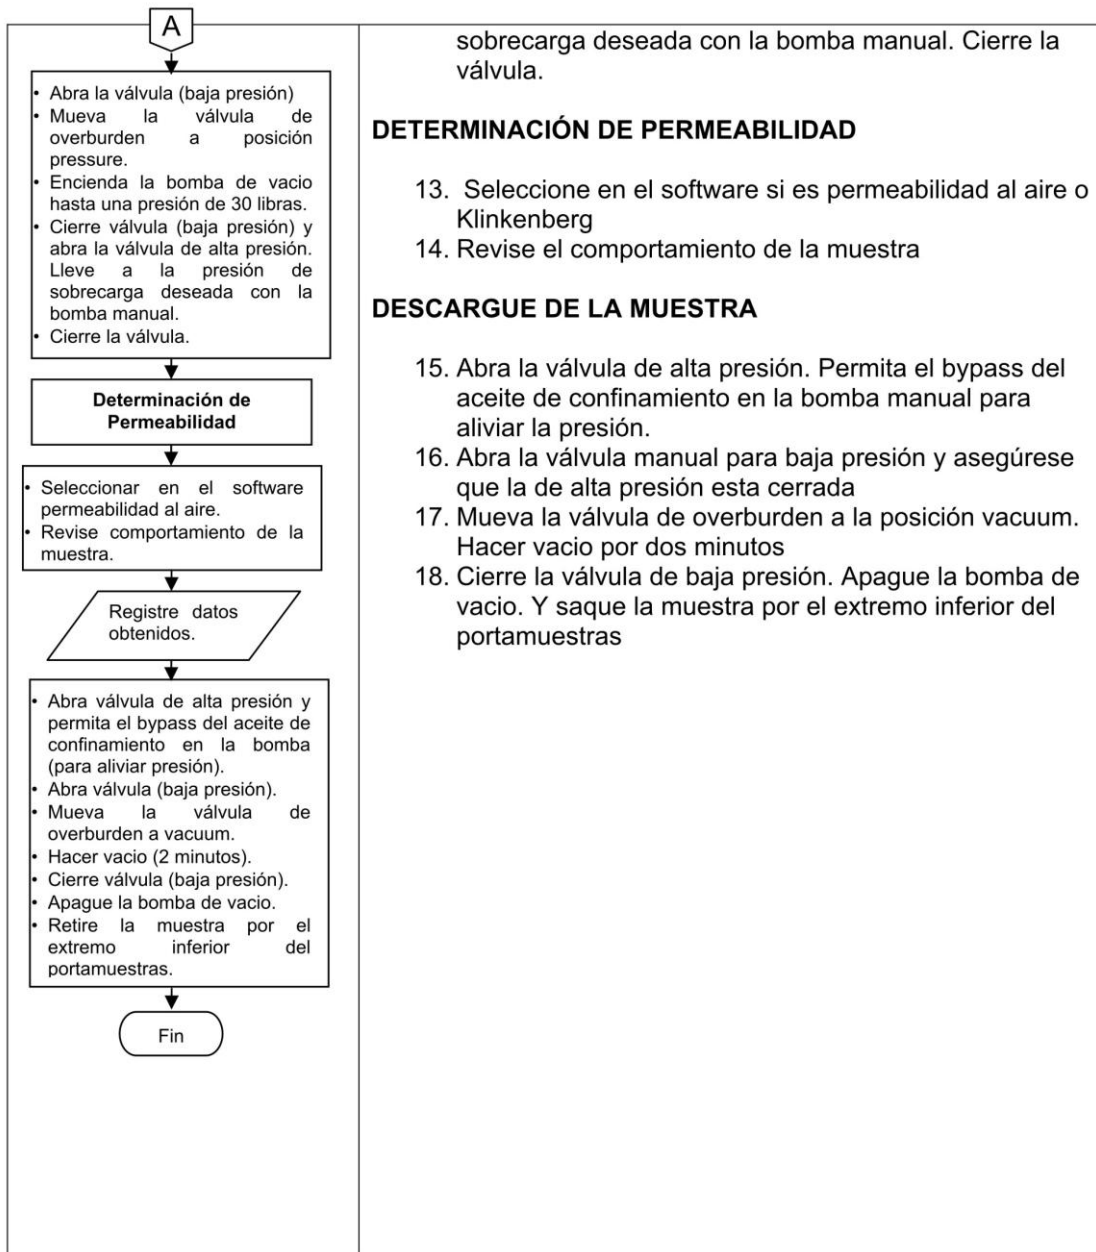 A
• Abra la válvula (baja presión)
• Mueva la válvula de
overburden a posición
pressure.
• Encienda la bomba de vacio
hasta una presión de 30 libras.
• Cierre válvula (baja presión) y
abra la válvula de alta presión.
Lleve a la presión de
sobrecarga deseada con la
bomba manual.
• Cierre la válvula.
Determinación de
Permeabilidad
• Seleccionar en el software
permeabilidad al aire.
• Revise comportamiento de la
muestra.
Registre datos
obtenidos.
• Abra válvula de alta presión y
permita el bypass del aceite de
confinamiento en la bomba
(para aliviar presión).
• Abra válvula (baja presión).
• Mueva la válvula de
overburden a vacuum.
• Hacer vacio (2 minutos).
• Cierre válvula (baja presión).
• Apague la bomba de vacio.
• Retire la muestra por el
extremo inferior del
portamuestras.
Fin
sobrecarga deseada con la bomba manual. Cierre la
válvula.
DETERMINACIÓN DE PERMEABILIDAD
13. Seleccione en el software si es permeabilidad al aire o
Klinkenberg
14. Revise el comportamiento de la muestra
DESCARGUE DE LA MUESTRA
15. Abra la válvula de alta presión. Permita el bypass del
aceite de confinamiento en la bomba manual para
aliviar la presión.
16. Abra la válvula manual para baja presión y asegúrese
que la de alta presión esta cerrada
17. Mueva la válvula de overburden a la posición vacuum.
Hacer vacio por dos minutos
18. Cierre la válvula de baja presión. Apague la bomba de
vacio. Y saque la muestra por el extremo inferior del
portamuestras